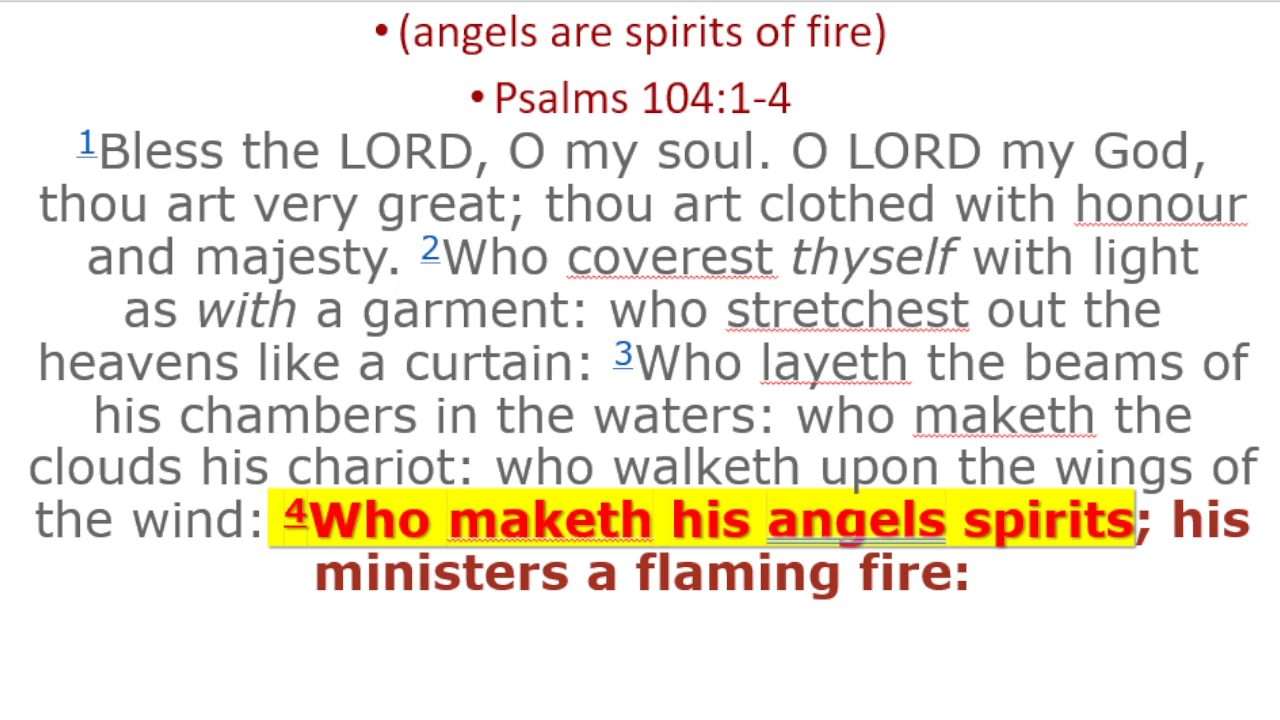 • (angels are spirits of fire)
• Psalms 104:1-4
1Bless the LORD, O my soul. O LORD my God,
thou art very great; thou art clothed with honour
and majesty. 2Who coverest thyself with light
as with a garment: who stretchest out the
heavens like a curtain: 3Who layeth the beams of
his chambers in the waters: who maketh the
clouds his chariot: who walketh upon the wings of
the wind: 4Who maketh his angels spirits; his
ministers a flaming fire: